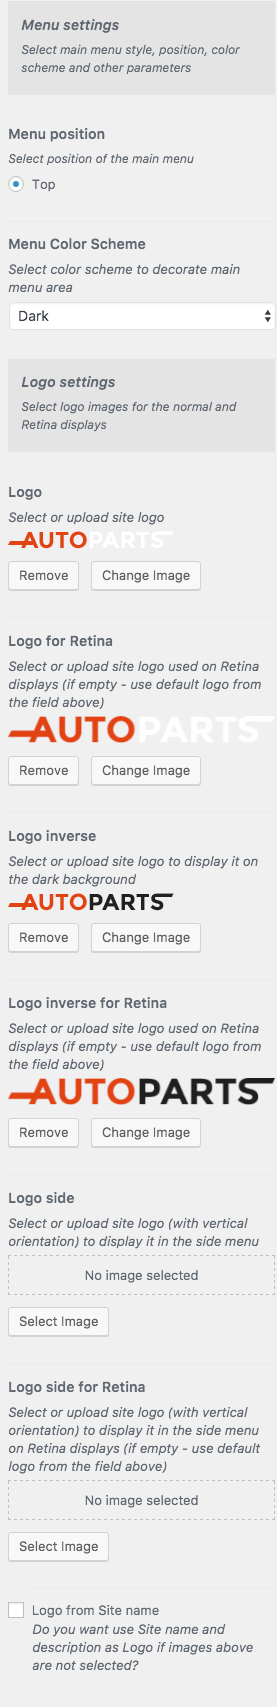 Menu settings
Select main menu style, position, color
scheme and other parameters
Menu position
Select position of the main menu
Top
Menu Color Scheme
Select color scheme to decorate main
menu area
Dark
Logo settings
Select logo images for the normal and
Retina displays
Logo
Select or upload site logo
AUTOPARTS
Remove
Change Image
Logo for Retina
Select or upload site logo used on Retina
displays (if empty - use default logo from
the field above)
AUTOPARTS
Remove
Change Image
Logo inverse
Select or upload site logo to display it on
the dark background
AUTOPARTS
Remove
Change Image
Logo inverse for Retina
Select or upload site logo used on Retina
displays (if empty - use default logo from
the field above)
AUTOPARTS
Remove
Change Image
Logo side
Select or upload site logo (with vertical
orientation) to display it in the side menu
No image selected
Select Image
Logo side for Retina
Select or upload site logo (with vertical
orientation) to display it in the side menu
on Retina displays (if empty - use default
logo from the field above)
No image selected
Select Image
Logo from Site name
Do you want use Site name and
description as Logo if images above
are not selected?